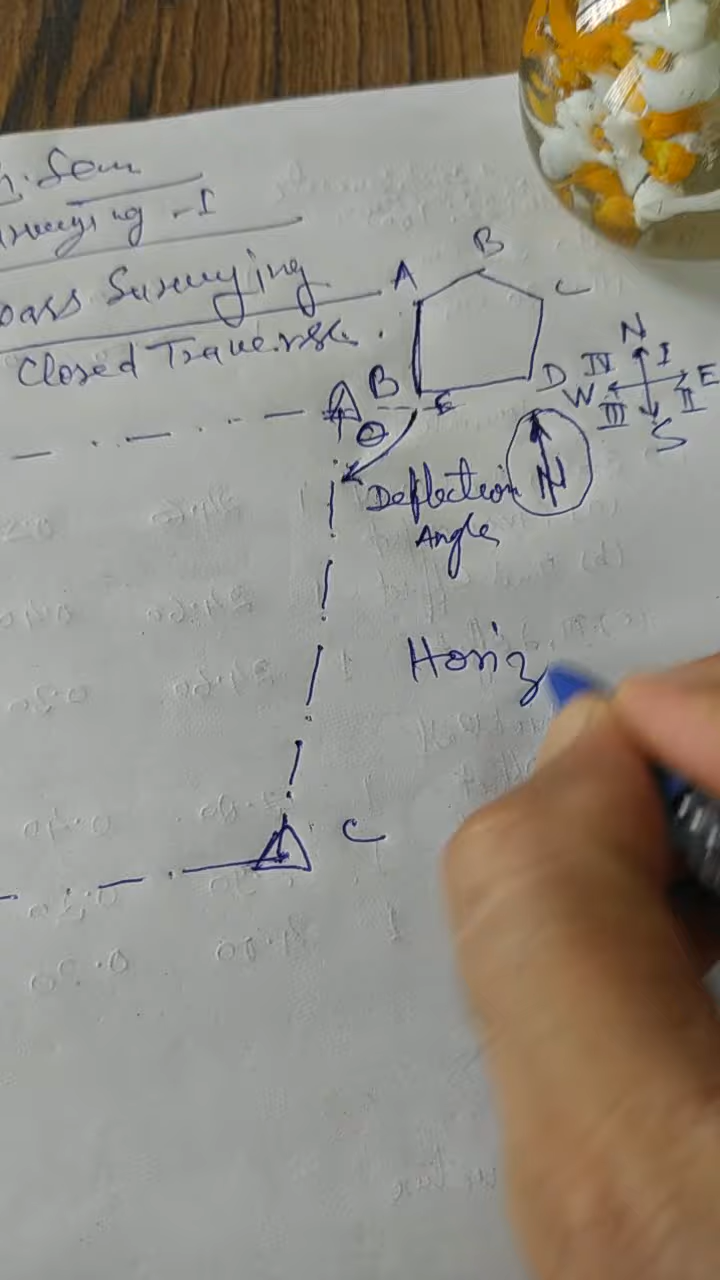 Sem
Surveying -I
Compass Surveying
Closed Traverse.
A
B
C
D
E
N
E
S
W
I
II
III
IV
B
θ
N
Deflection
Angle
Horiz
C